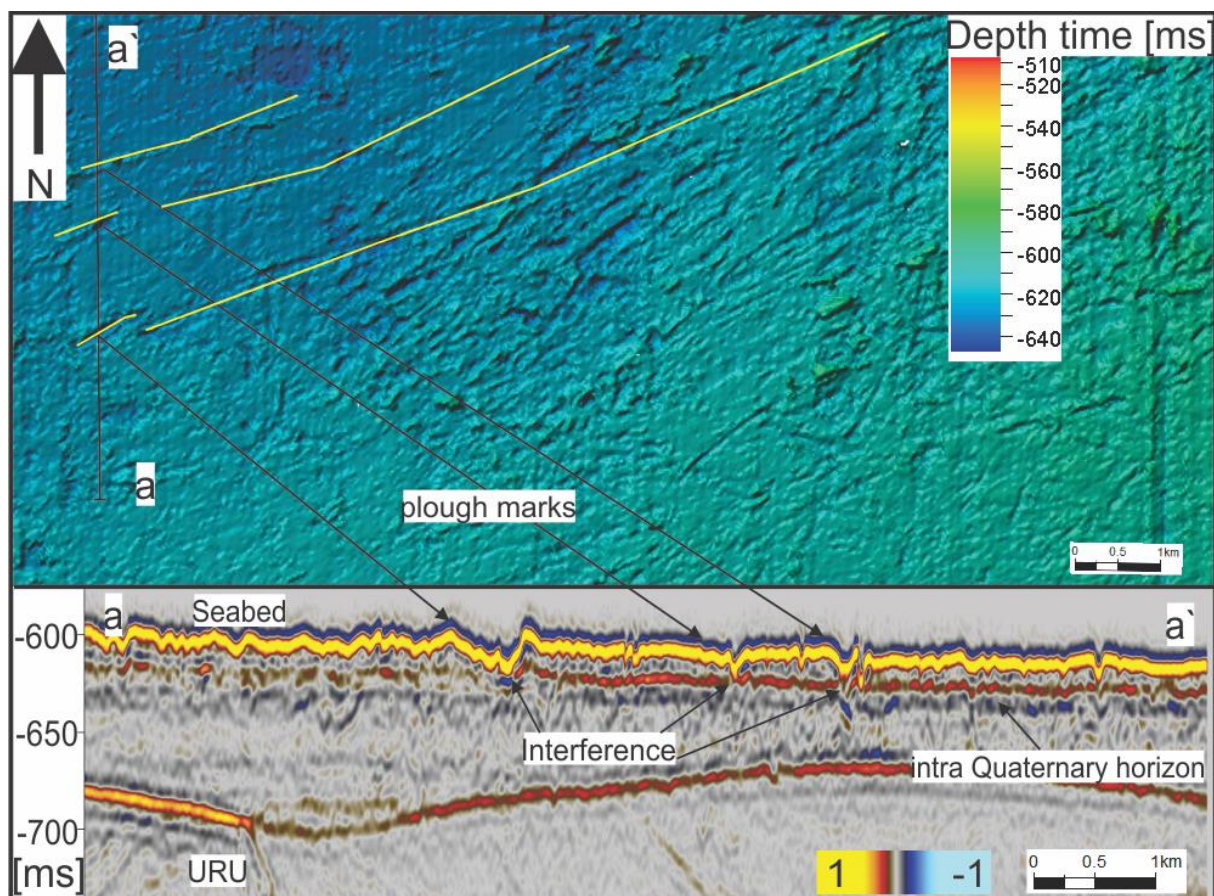 a`
N
Depth time [ms]
-510
-520
-540
-560
-580
-600
-620
-640
a
plough marks
0 0.5 1km
a
Seabed
a`
-600
-650
Interference
intra Quaternary horizon
-700
[ms]
URU
1 -1
0 0.5 1km